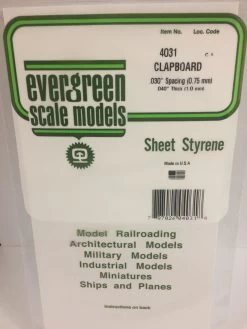 Item No. Loc. Code
4031
CLAPBOARD
.030" Spacing (0.75 mm)
.040" Thick (1.0 mm)
evergreen
scale models
Sheet Styrene
Made in U.S.A
Model Railroading
Architectural Models
Military Models
Industrial Models
Miniatures
Ships and Planes
Instructions on back